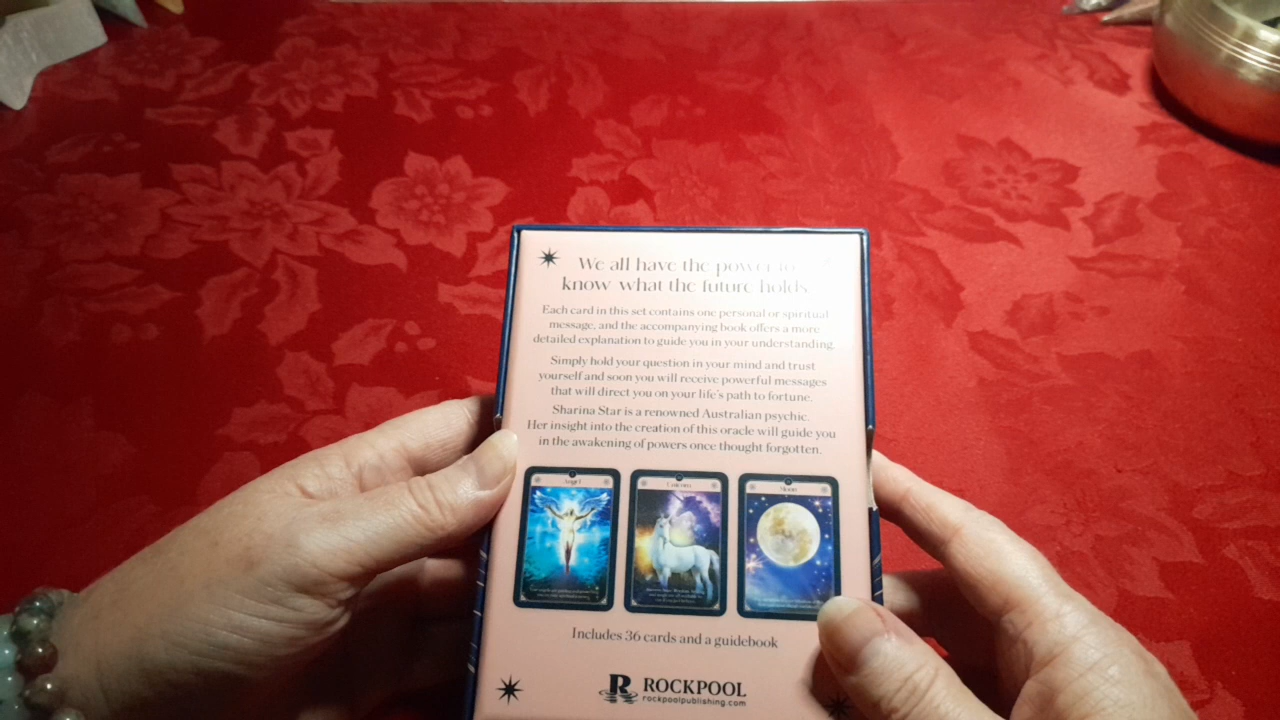 We all have the power to
know what the future holds.
Each card in this set contains one personal or spiritual
message, and the accompanying book offers a more
detailed explanation to guide you in your understanding.
Simply hold your question in your mind and trust
yourself and soon you will receive powerful messages
that will direct you on your life's path to fortune.
Sharina Star is a renowned Australian psychic.
Her insight into the creation of this oracle will guide you
in the awakening of powers once thought forgotten.
Angel
Unicorn
Moon
Includes 36 cards and a guidebook
R ROCKPOOL
rockpoolpublishing.com